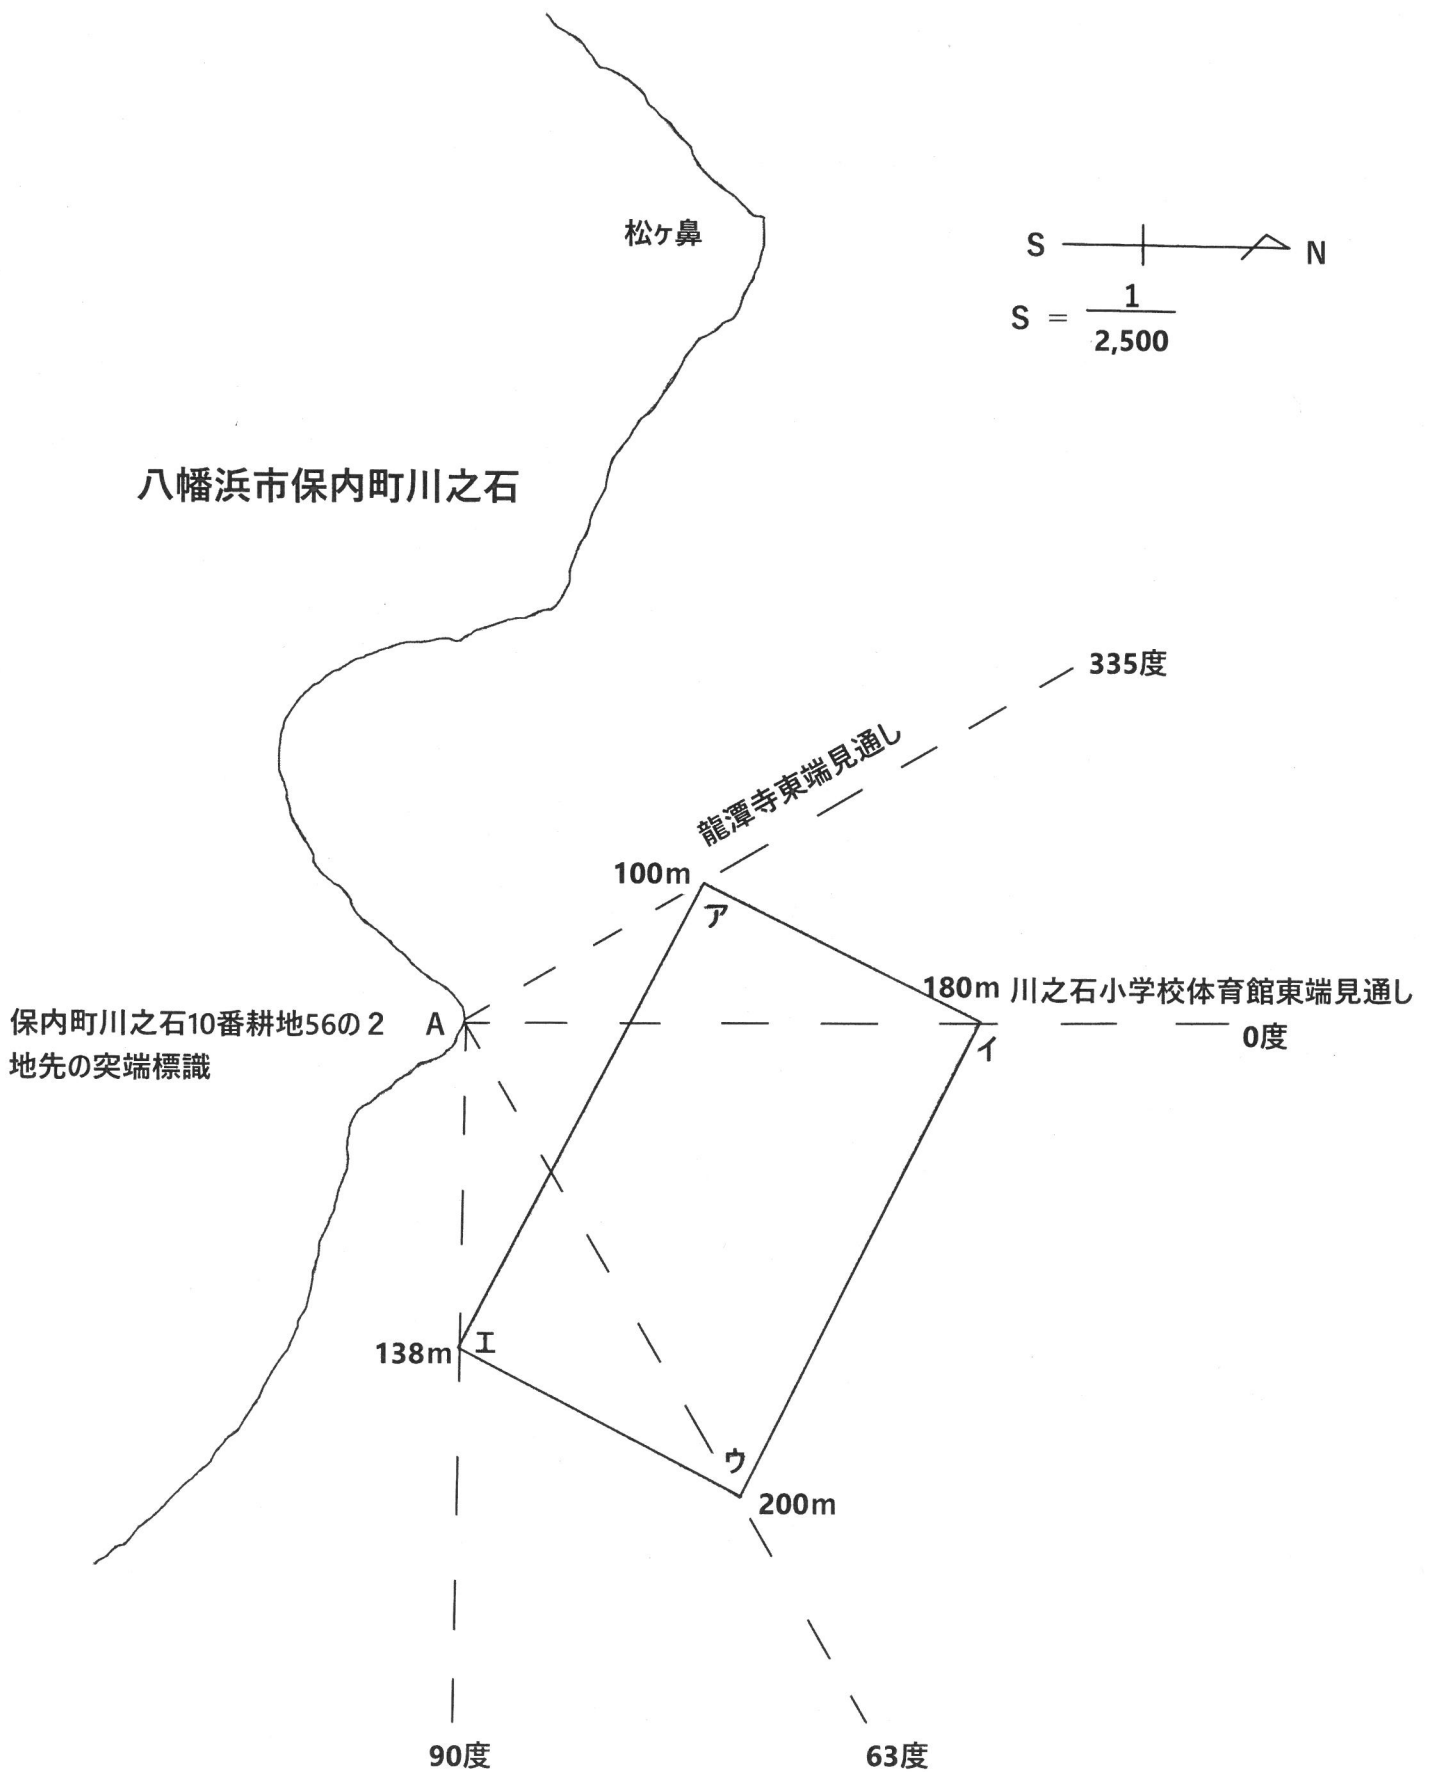 松ヶ鼻
S
N
S = 1/2,500
八幡浜市保内町川之石
335度
龍潭寺東端見通し
100m
ア
180m 川之石小学校体育館東端見通し
保内町川之石10番耕地56の2
地先の突端標識
A
0度
イ
138m
エ
ウ
200m
90度
63度